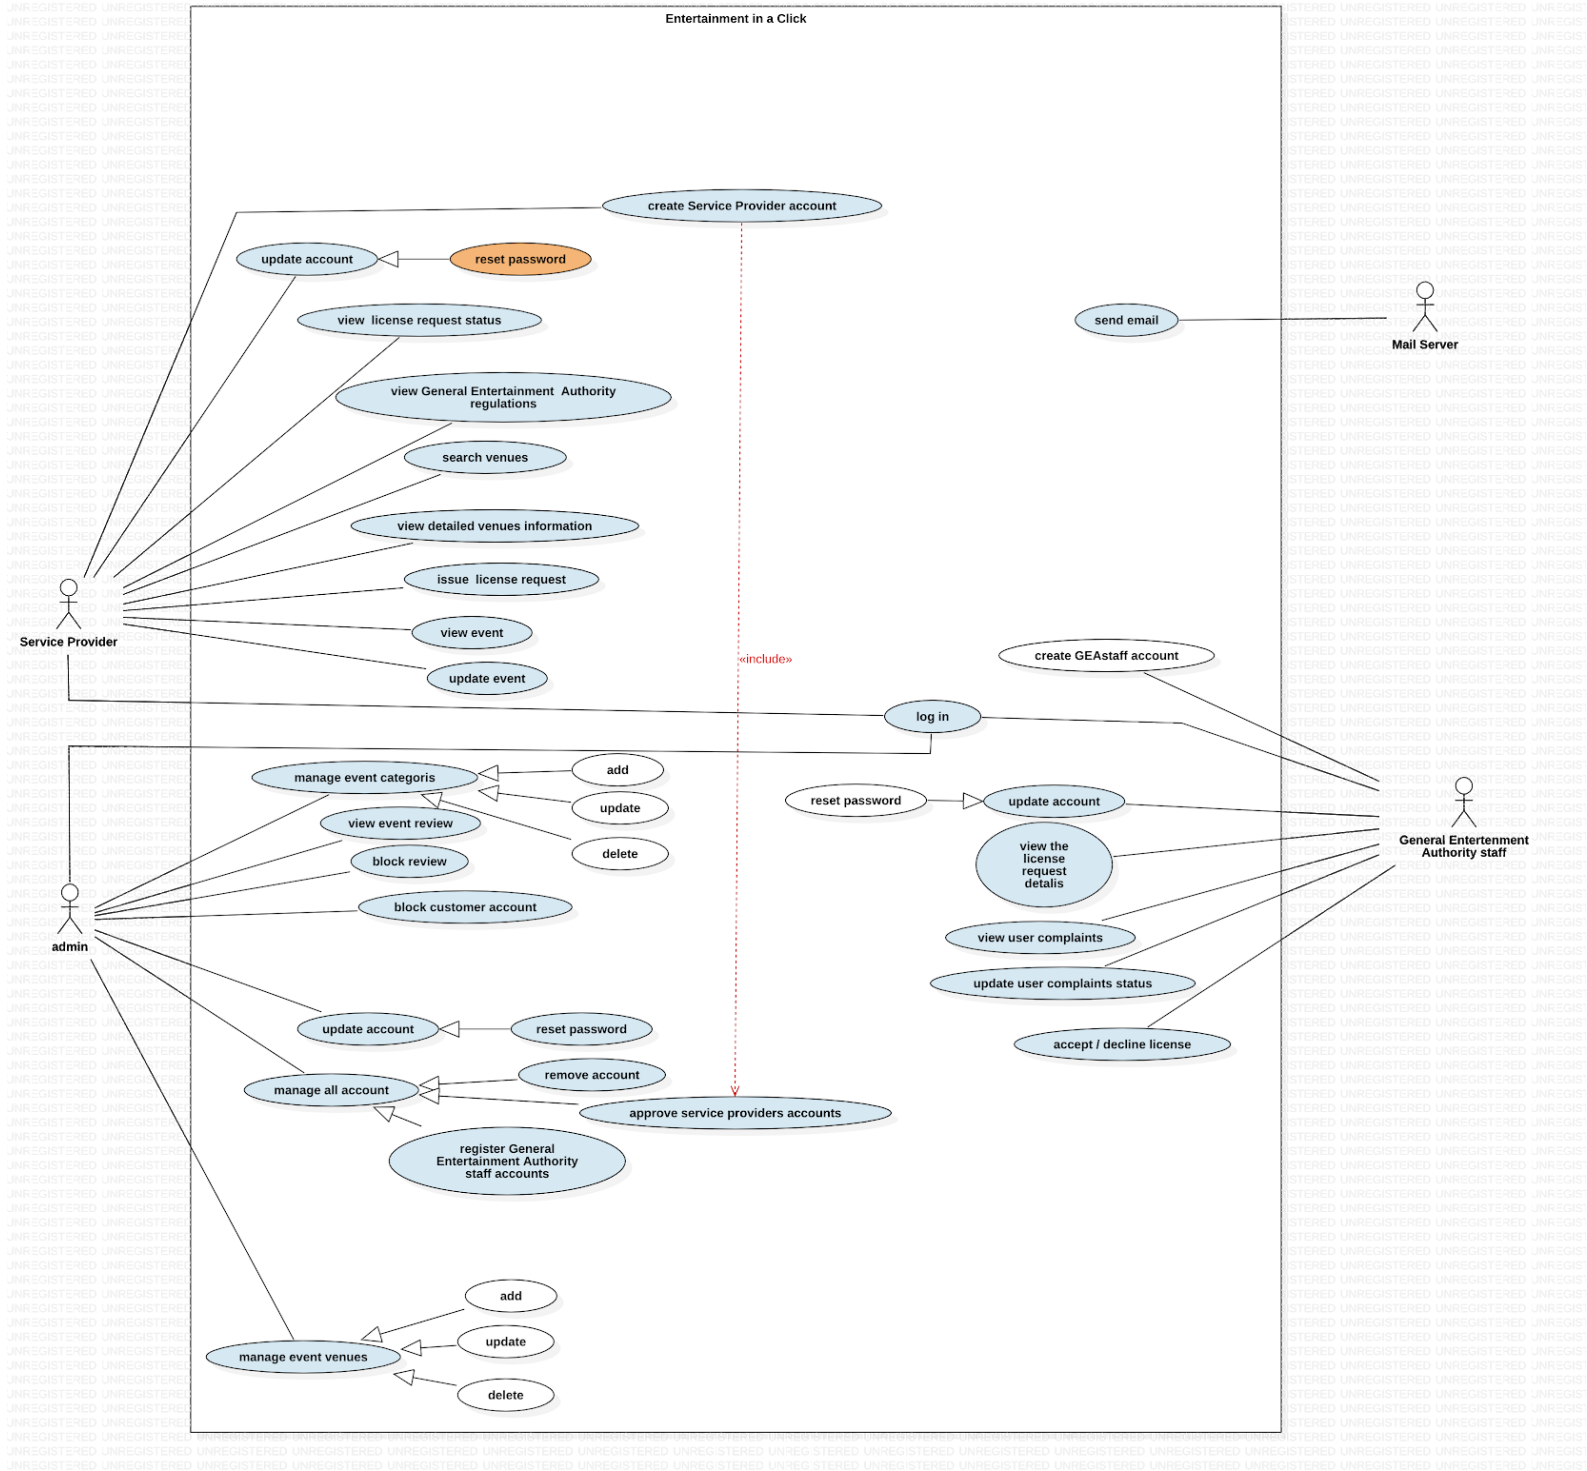 Entertainment in a Click
create Service Provider account
update account
reset password
view  license request status
send email
Mail Server
view General Entertainment  Authority
regulations
search venues
view detailed venues information
issue  license request
Service Provider
view event
update event
«include»
create GEAstaff account
log in
manage event categoris
add
update
delete
view event review
block review
block customer account
admin
reset password
update account
General Entertenment
Authority staff
view the
license
request
detalis
view user complaints
update user complaints status
accept / decline license
update account
reset password
manage all account
remove account
approve service providers accounts
register General
Entertainment Authority
staff accounts
manage event venues
add
update
delete
UNREGISTERED